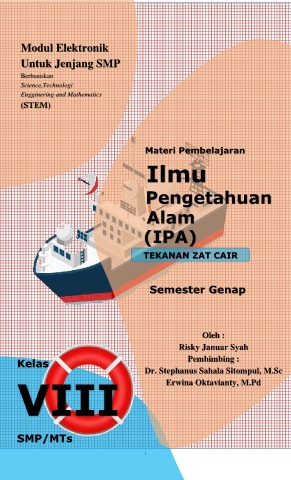 Modul Elektronik
Untuk Jenjang SMP
Berbasiskan
Science,Technologi
Engginering and Mathematics
(STEM)
Materi Pembelajaran
Ilmu
Pengetahuan
Alam
(IPA)
TEKANAN ZAT CAIR
Semester Genap
Oleh :
Risky Januar Syah
Pembimbing :
Dr. Stephanus Sahala Sitompul, M.Sc
Erwina Oktavianty, M.Pd
Kelas
VIII
SMP/MTs